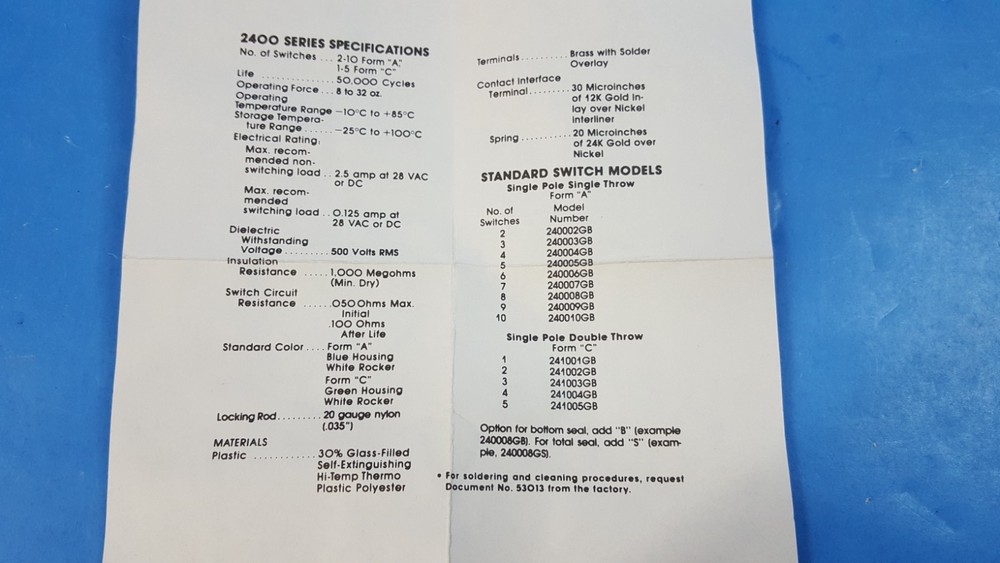 2400 SERIES SPECIFICATIONS
No. of Switches ... 2-10 Form "A"
1-5 Form "C"
Life .............. 50,000 Cycles
Operating Force ... 8 to 32 oz.
Operating
Temperature Range -10°C to +85°C
Storage Tempera-
ture Range ...... -25°C to +100°C
Electrical Rating,
Max. recom-
mended non-
switching load .. 2.5 amp at 28 VAC
or DC
Max. recom-
mended
switching load .. 0.125 amp at
28 VAC or DC
Dielectric
Withstanding
Voltage ......... 500 Volts RMS
Insulation
Resistance ..... 1,000 Megohms
(Min. Dry)
Switch Circuit
Resistance ...... .050 Ohms Max.
Initial
.100 Ohms
After Life
Standard Color .... Form "A"
Blue Housing
White Rocker
Form "C"
Green Housing
White Rocker
Locking Rod ......... 20 gauge nylon
(.035")
MATERIALS
Plastic ............ 30% Glass-Filled
Self-Extinguishing
Hi-Temp Thermo
Plastic Polyester
Terminals .......... Brass with Solder
Overlay
Contact Interface
Terminal ......... 30 Microinches
of 12K Gold In-
lay over Nickel
Interliner
Spring ........... 20 Microinches
of 24K Gold over
Nickel
STANDARD SWITCH MODELS
Single Pole Single Throw
Form "A"
No. of Model
Switches Number
2 240002GB
3 240003GB
4 240004GB
5 240005GB
6 240006GB
7 240007GB
8 240008GB
9 240009GB
10 240010GB
Single Pole Double Throw
Form "C"
1 241001GB
2 241002GB
3 241003GB
4 241004GB
5 241005GB
Option for bottom seal, add "B" (example
240008GB). For total seal, add "S" (exam-
ple, 240008GS).
• For soldering and cleaning procedures, request
Document No. 53013 from the factory.